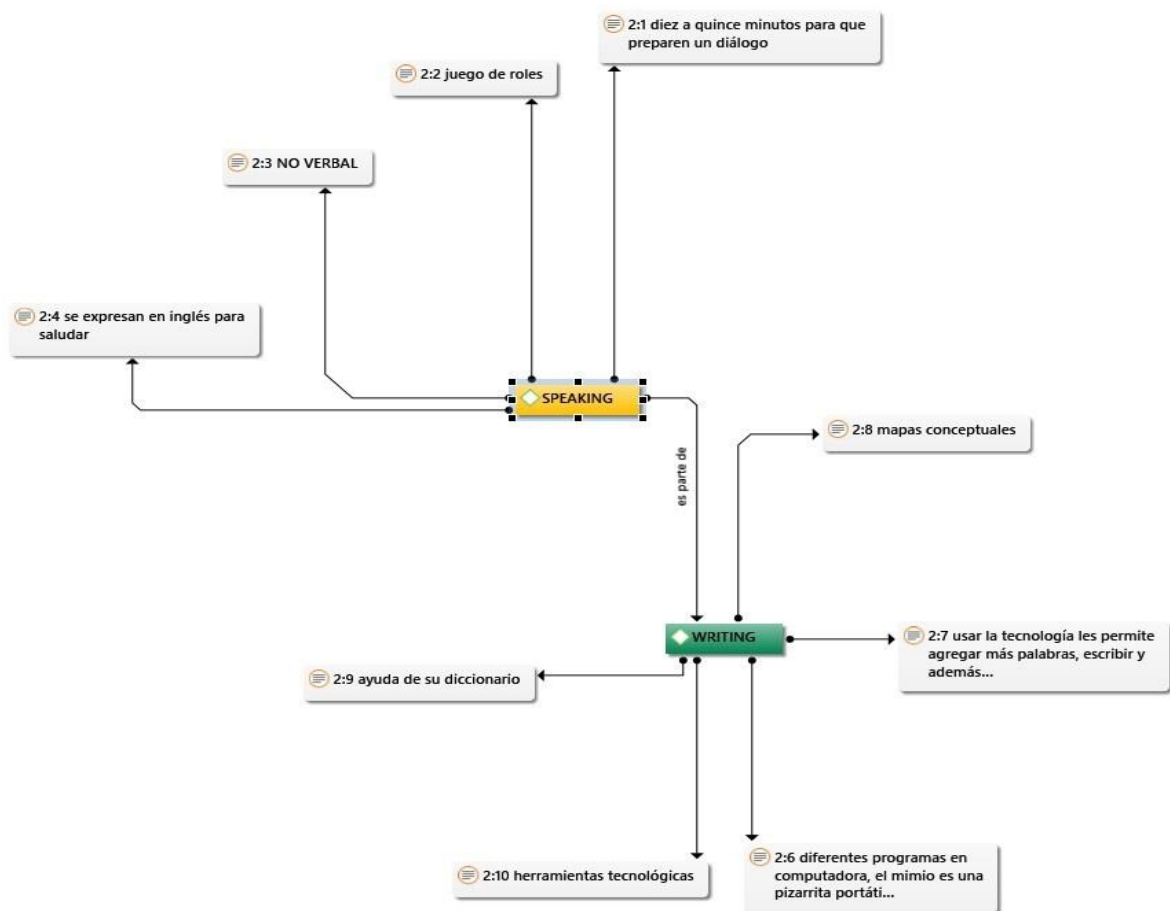 2:1 diez a quince minutos para que
preparen un diálogo
2:2 juego de roles
2:3 NO VERBAL
2:4 se expresan en inglés para
saludar
SPEAKING
2:8 mapas conceptuales
es parte de
WRITING
2:7 usar la tecnología les permite
agregar más palabras, escribir y
además...
2:9 ayuda de su diccionario
2:10 herramientas tecnológicas
2:6 diferentes programas en
computadora, el mimio es una
pizarrita portáti...